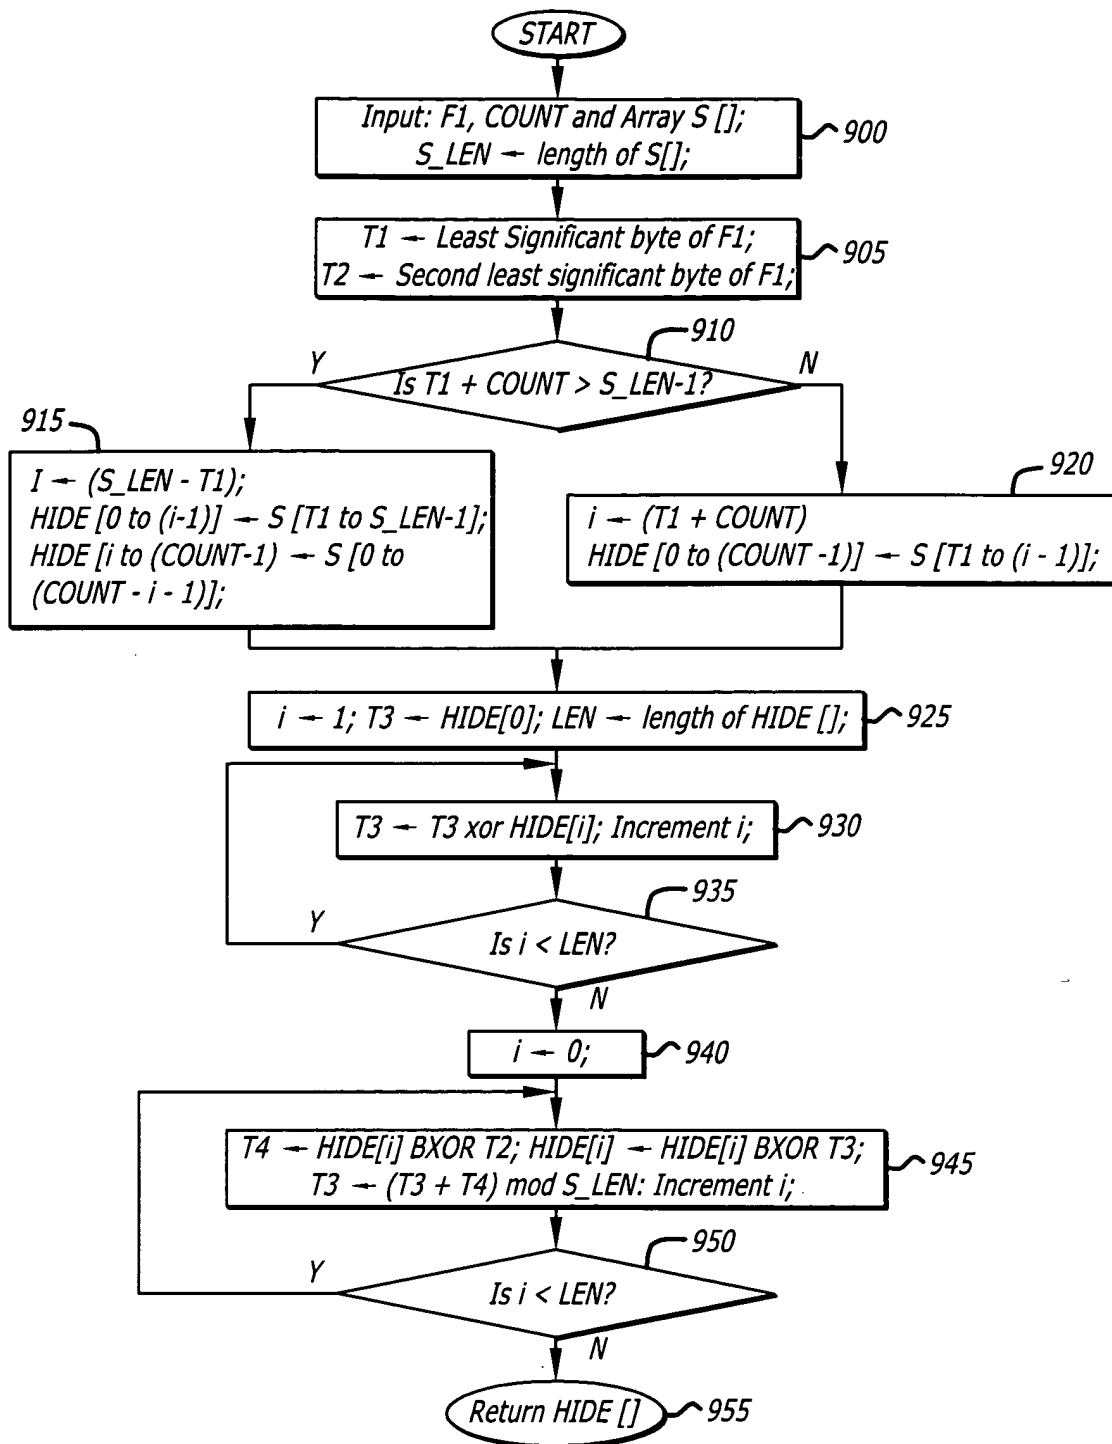 START
Input: F1, COUNT and Array S [];
S_LEN ← length of S[];
900
T1 ← Least Significant byte of F1;
T2 ← Second least significant byte of F1;
905
910
Y
N
Is T1 + COUNT > S_LEN-1?
915
I ← (S_LEN - T1);
HIDE [0 to (i-1)] ← S [T1 to S_LEN-1];
HIDE [i to (COUNT-1) ← S [0 to
(COUNT - i - 1)];
920
i ← (T1 + COUNT)
HIDE [0 to (COUNT -1)] ← S [T1 to (i - 1)];
i ← 1; T3 ← HIDE[0]; LEN ← length of HIDE [];
925
T3 ← T3 xor HIDE[i]; Increment i;
930
935
Y
Is i < LEN?
N
i ← 0;
940
T4 ← HIDE[i] BXOR T2; HIDE[i] ← HIDE[i] BXOR T3;
T3 ← (T3 + T4) mod S_LEN: Increment i;
945
950
Y
Is i < LEN?
N
Return HIDE []
955